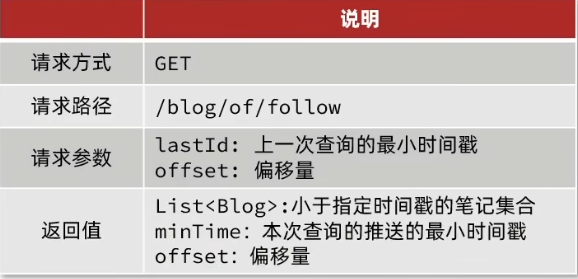 说明
请求方式 GET
请求路径 /blog/of/follow
请求参数 lastId: 上一次查询的最小时间戳
offset: 偏移量
返回值 List<Blog>:小于指定时间戳的笔记集合
minTime: 本次查询的推送的最小时间戳
offset: 偏移量